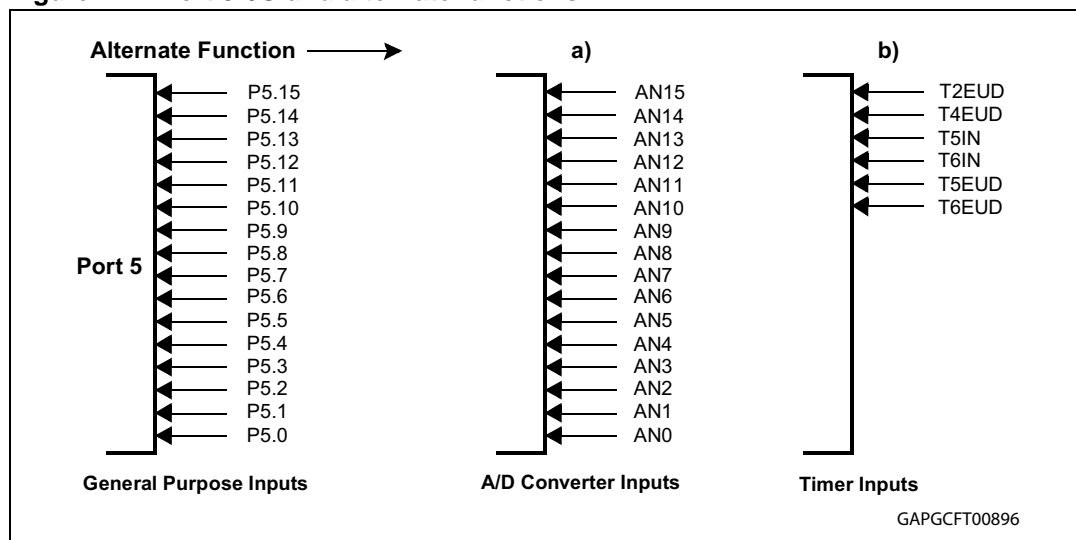 Alternate Function
a)
b)
Port 5
P5.15
P5.14
P5.13
P5.12
P5.11
P5.10
P5.9
P5.8
P5.7
P5.6
P5.5
P5.4
P5.3
P5.2
P5.1
P5.0
General Purpose Inputs
AN15
AN14
AN13
AN12
AN11
AN10
AN9
AN8
AN7
AN6
AN5
AN4
AN3
AN2
AN1
AN0
A/D Converter Inputs
T2EUD
T4EUD
T5IN
T6IN
T5EUD
T6EUD
Timer Inputs
GAPGCFT00896